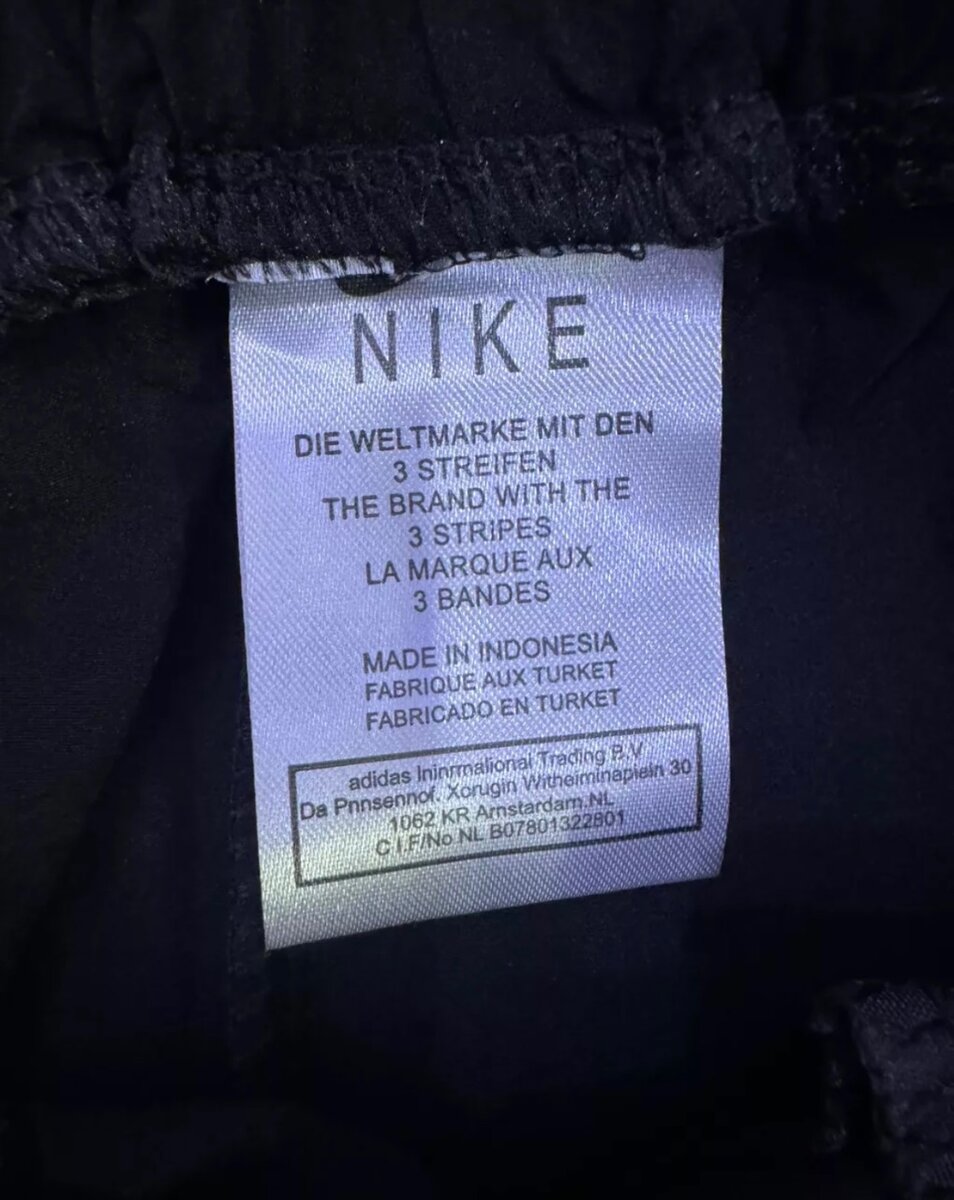 NIKE
DIE WELTMARKE MIT DEN
3 STREIFEN
THE BRAND WITH THE
3 STRIPES
LA MARQUE AUX
3 BANDES
MADE IN INDONESIA
FABRIQUE AUX TURKET
FABRICADO EN TURKET
adidas Ininrmalional Trading B.V
Da Pnnsennof. Xorugin Witheiminapiein 30
1062 KR Arnstardam.NL
C I.F/No NL B07801322801